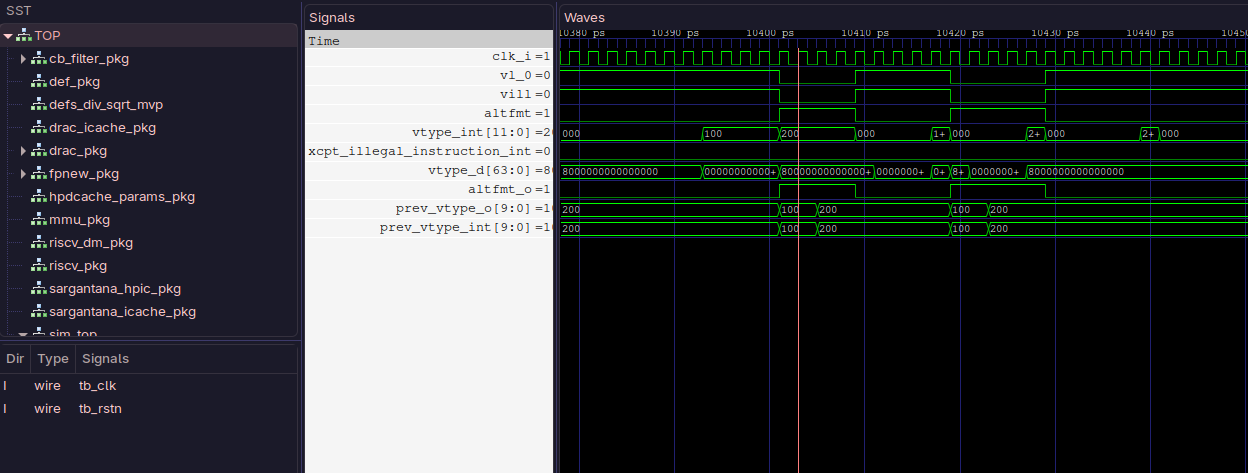 SST
TOP
cb_filter_pkg
def_pkg
defs_div_sqrt_mvp
drac_icache_pkg
drac_pkg
fpnew_pkg
hpdcache_params_pkg
mmu_pkg
riscv_dm_pkg
riscv_pkg
sargantana_hpic_pkg
sargantana_icache_pkg
sim_top
Dir Type Signals
I wire tb_clk
I wire tb_rstn
Signals
Time
clk_i=1
vl_0=0
vill=0
altfmt=1
vtype_int[11:0]=20
xcpt_illegal_instruction_int=0
vtype_d[63:0]=80
altfmt_o=1
prev_vtype_o[9:0]=10
prev_vtype_int[9:0]=10
Waves
10380 ps 10390 ps 10400 ps 10410 ps 10420 ps 10430 ps 10440 ps 10450
000 100 200 000 1+ 000 2+ 000 2+ 000
8000000000000000 00000000000+ 80000000000000+ 0000000+ 0+ 8+ 0000000+ 8000000000000000
200 100 200 100 200
200 100 200 100 200